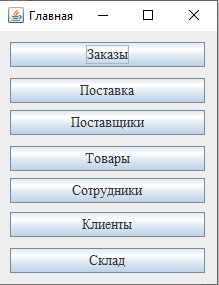 Главная
Заказы
Поставка
Поставщики
Товары
Сотрудники
Клиенты
Склад